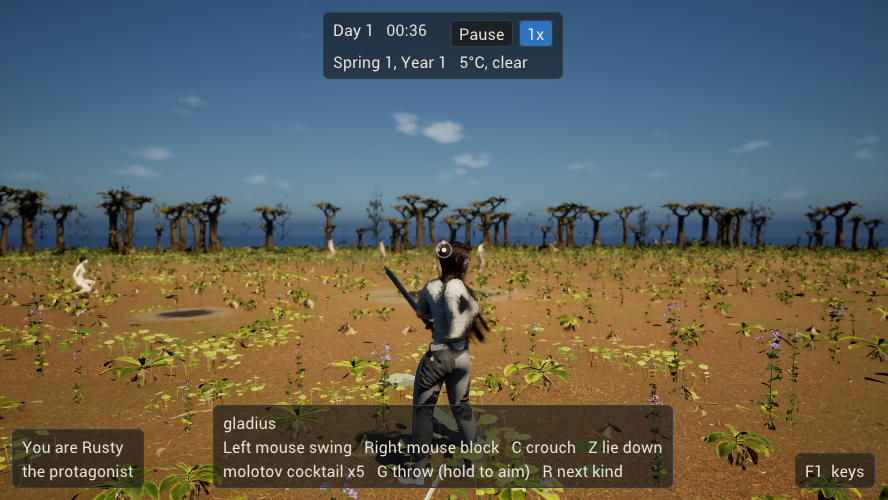 Day 1 00:36 Pause 1x
Spring 1, Year 1 5°C, clear
gladius
Left mouse swing Right mouse block C crouch Z lie down
molotov cocktail x5 G throw (hold to aim) R next kind
You are Rusty
the protagonist
F1 keys